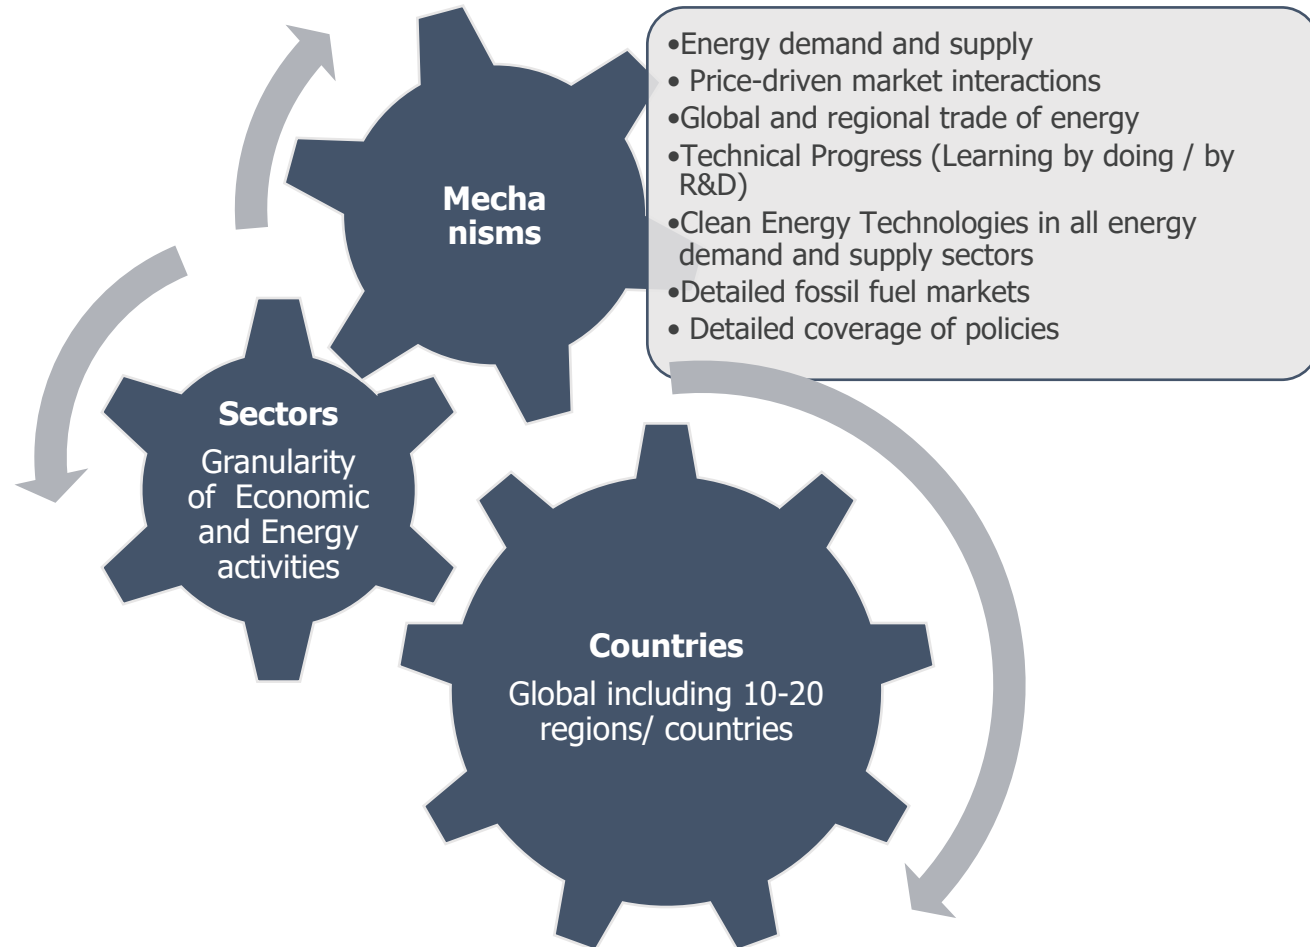 •Energy demand and supply
• Price-driven market interactions
•Global and regional trade of energy
•Technical Progress (Learning by doing / by
R&D)
•Clean Energy Technologies in all energy
demand and supply sectors
•Detailed fossil fuel markets
• Detailed coverage of policies
Mecha
nisms
Sectors
Granularity
of Economic
and Energy
activities
Countries
Global including 10-20
regions/ countries